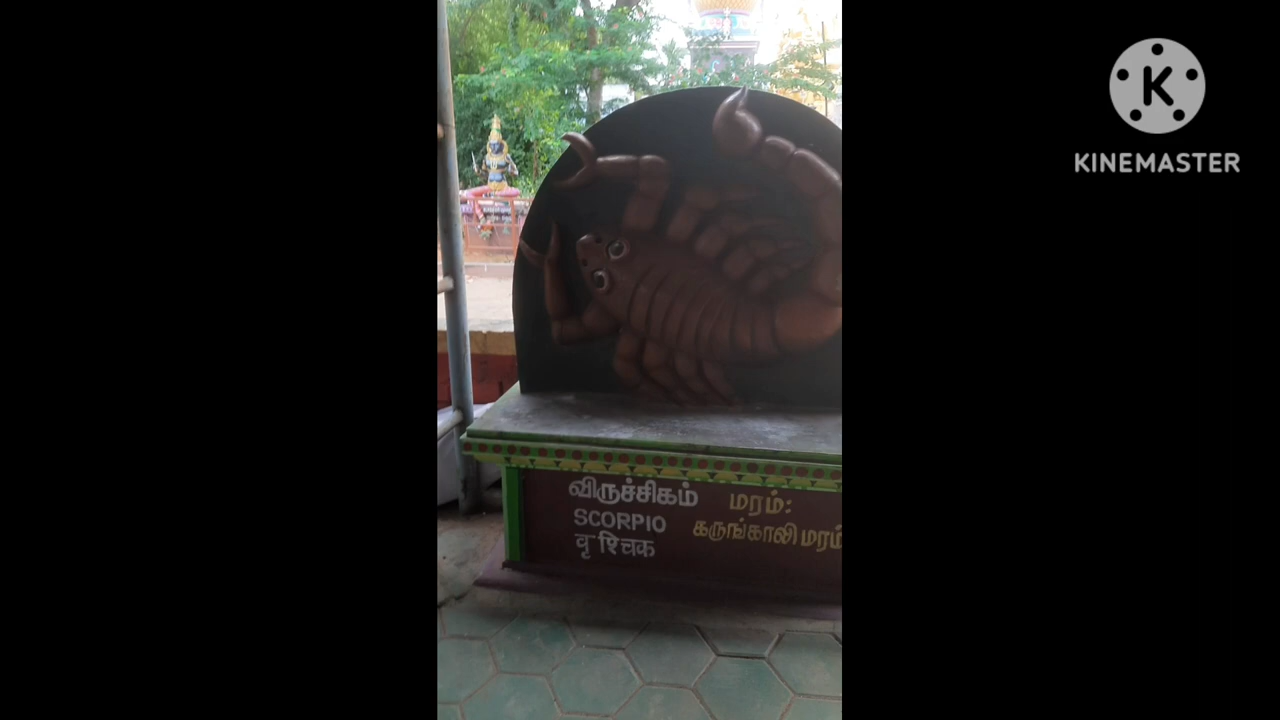 KINEMASTER
விருச்சிகம்
SCORPIO
वृश्चिक
மரம்:
கருங்காலி மரம்